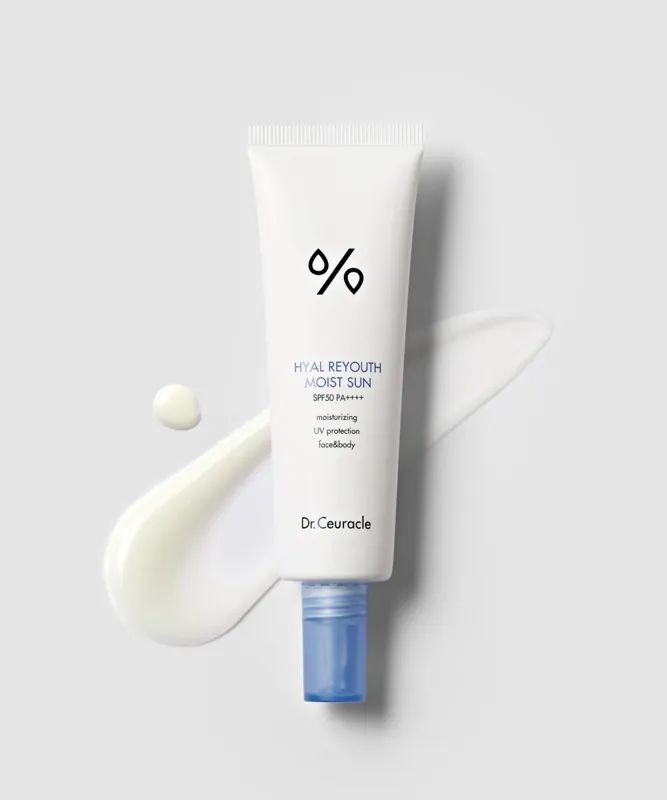 %
HYAL REYOUTH
MOIST SUN
SPF50 PA++++
moisturizing
UV protection
face&body
Dr.Ceuracle